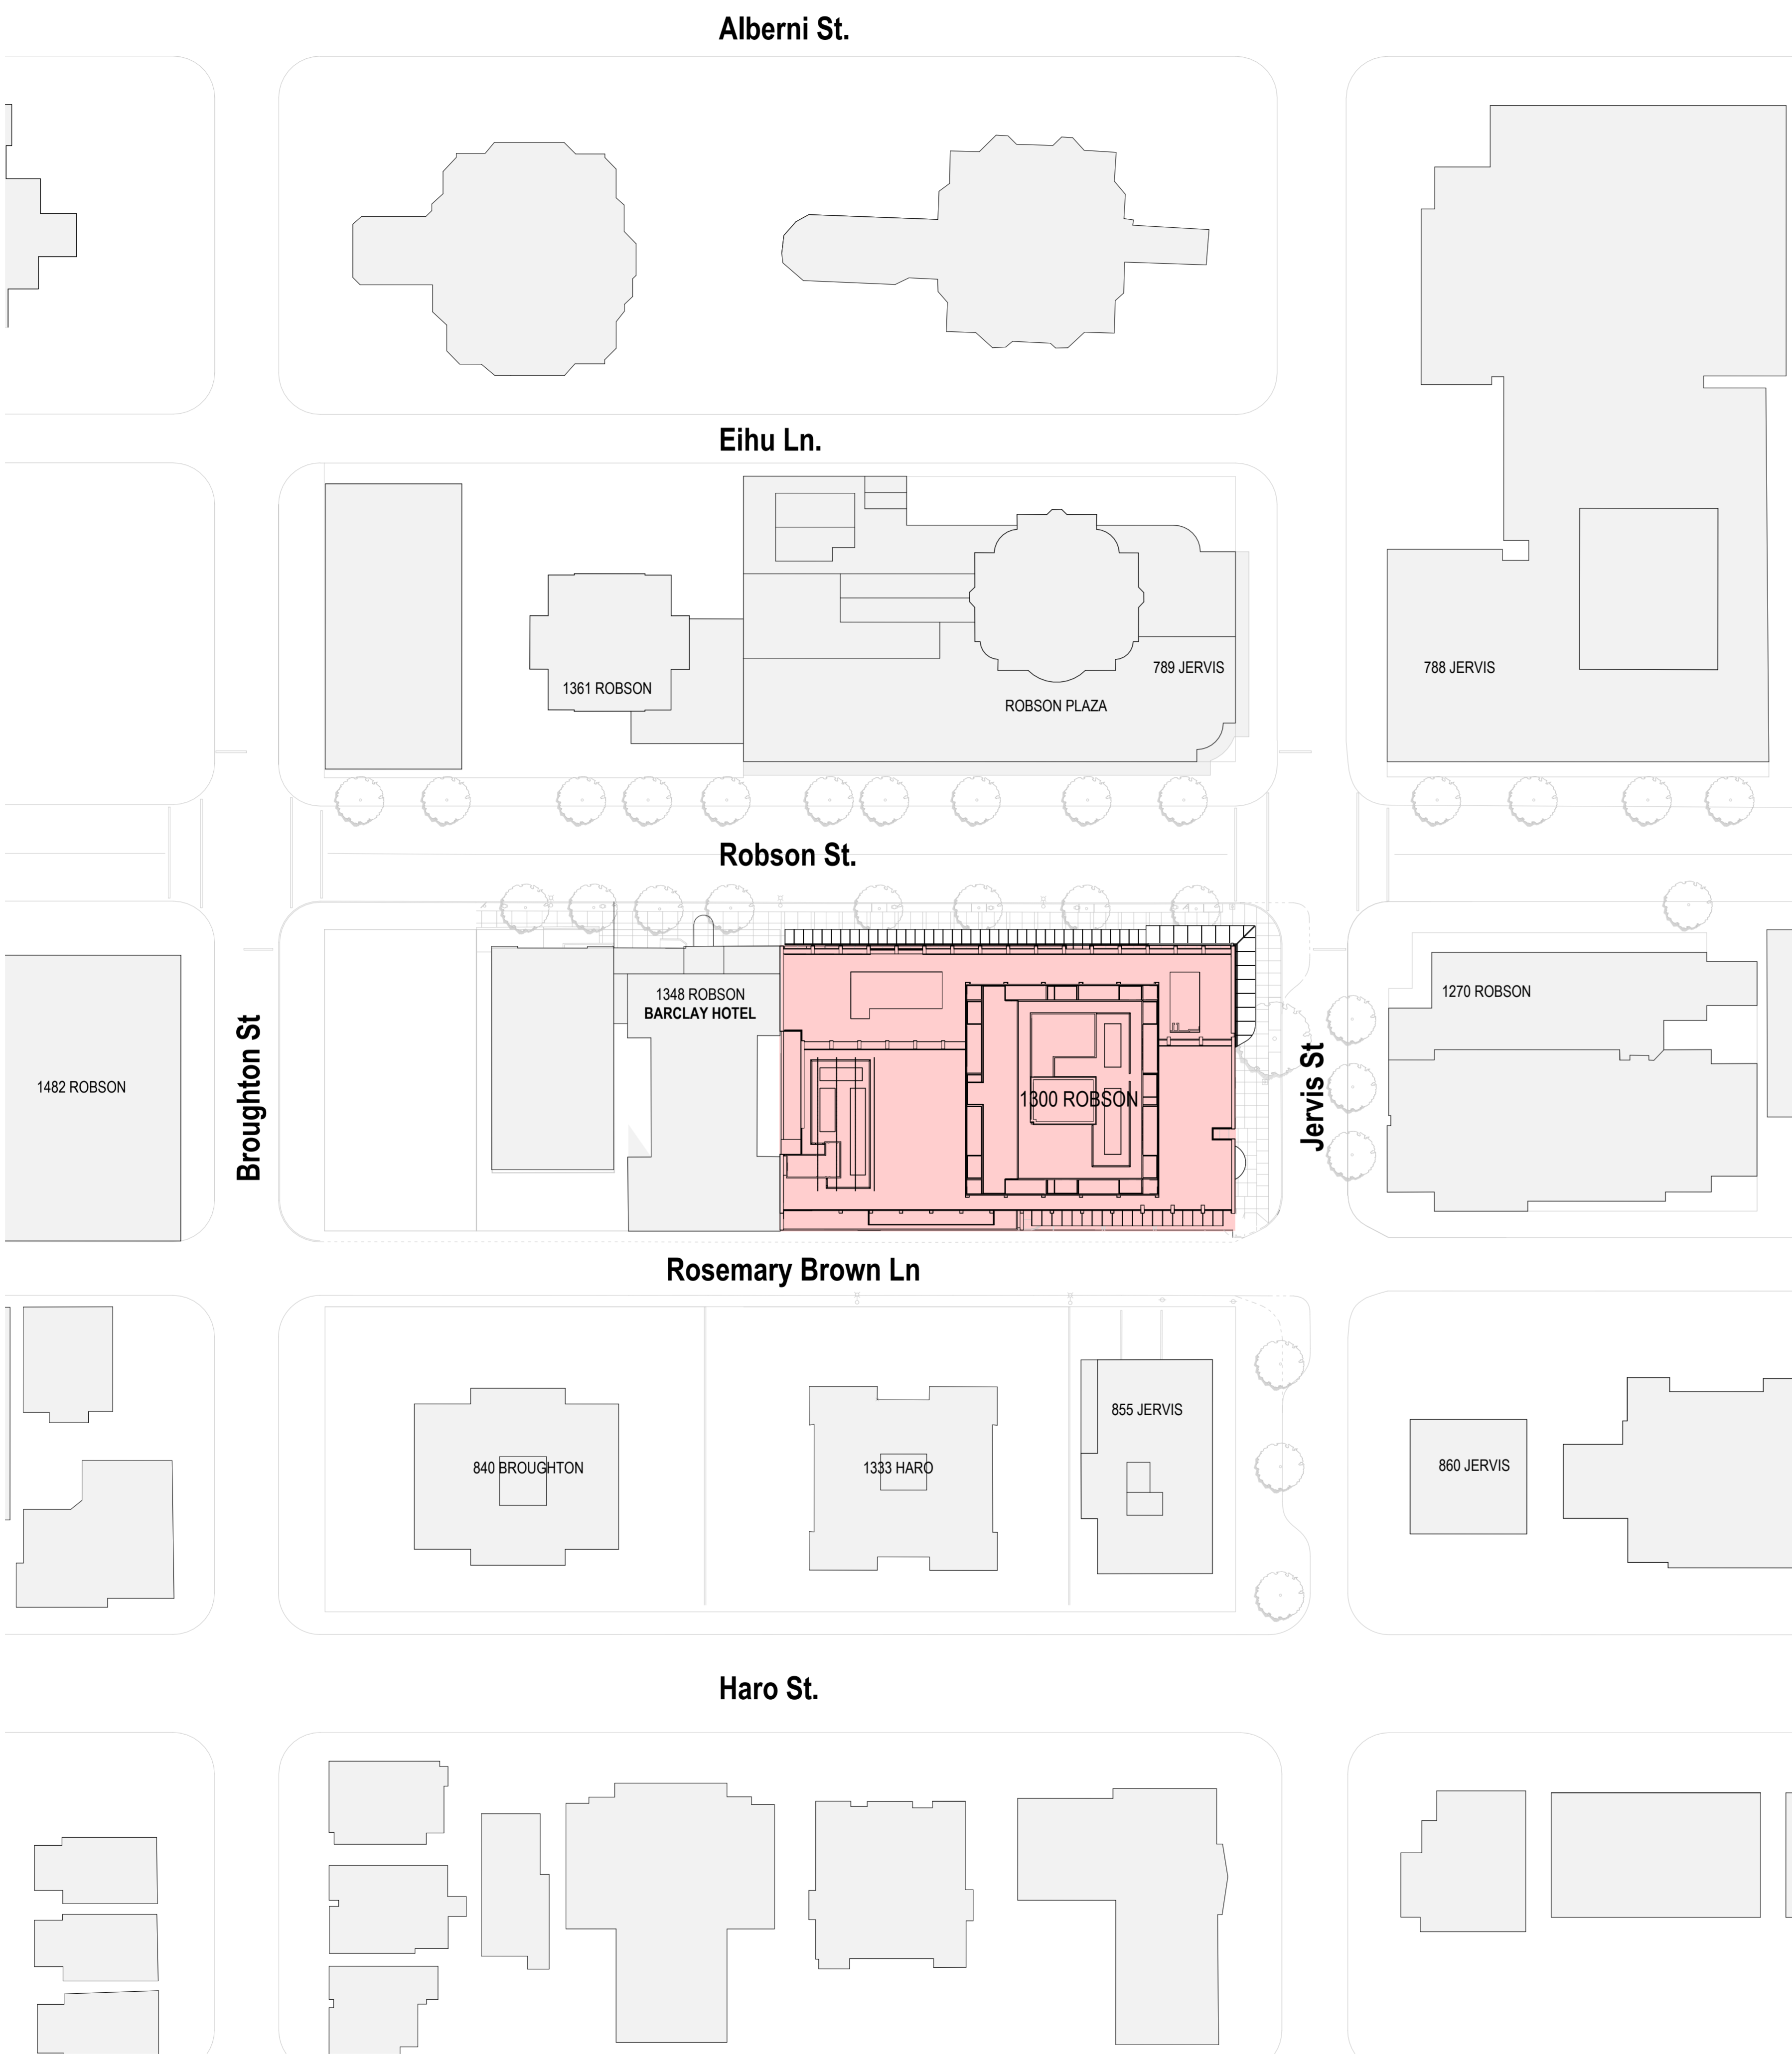 Alberni St.
Eihu Ln.
1361 ROBSON
789 JERVIS
ROBSON PLAZA
788 JERVIS
Robson St.
1348 ROBSON
BARCLAY HOTEL
1270 ROBSON
1482 ROBSON
Broughton St
1300 ROBSON
Jervis St
Rosemary Brown Ln
855 JERVIS
840 BROUGHTON
1333 HARO
860 JERVIS
Haro St.